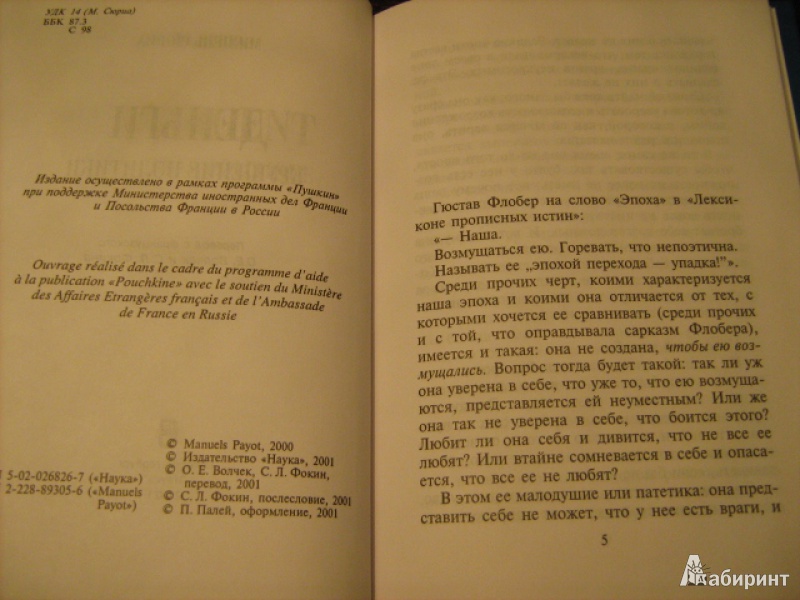 УДК 14 (М. Сюриа)
ББК 87.3
С 98
Издание осуществлено в рамках программы «Пушкин»
при поддержке Министерства иностранных дел Франции
и Посольства Франции в России
Ouvrage réalisé dans le cadre du programme d'aide
à la publication «Pouchkine» avec le soutien du Ministère
des Affaires Etrangères français et de l'Ambassade
de France en Russie
5-02-026826-7 («Наука»)
2-228-89305-6 («Manuels
Payot»)
© Manuels Payot, 2000
© Издательство «Наука», 2001
© О. Е. Волчек, С. Л. Фокин,
перевод, 2001
© С. Л. Фокин, послесловие, 2001
© П. Палей, оформление, 2001
Гюстав Флобер на слово «Эпоха» в «Лекси-
коне прописных истин»:
«— Наша.
Возмущаться ею. Горевать, что непоэтична.
Называть ее „эпохой перехода — упадка!"».
Среди прочих черт, коими характеризуется
наша эпоха и коими она отличается от тех, с
которыми хочется ее сравнивать (среди прочих
и с той, что оправдывала сарказм Флобера),
имеется и такая: она не создана, чтобы ею воз-
мущались. Вопрос тогда будет такой: так ли уж
она уверена в себе, что уже то, что ею возмуща-
ются, представляется ей неуместным? Или же
она так не уверена в себе, что боится этого?
Любит ли она себя и дивится, что не все ее
любят? Или втайне сомневается в себе и опаса-
ется, что все ее не любят?
В этом ее малодушие или патетика: она пред-
ставить себе не может, что у нее есть враги, и
5
Лабиринт